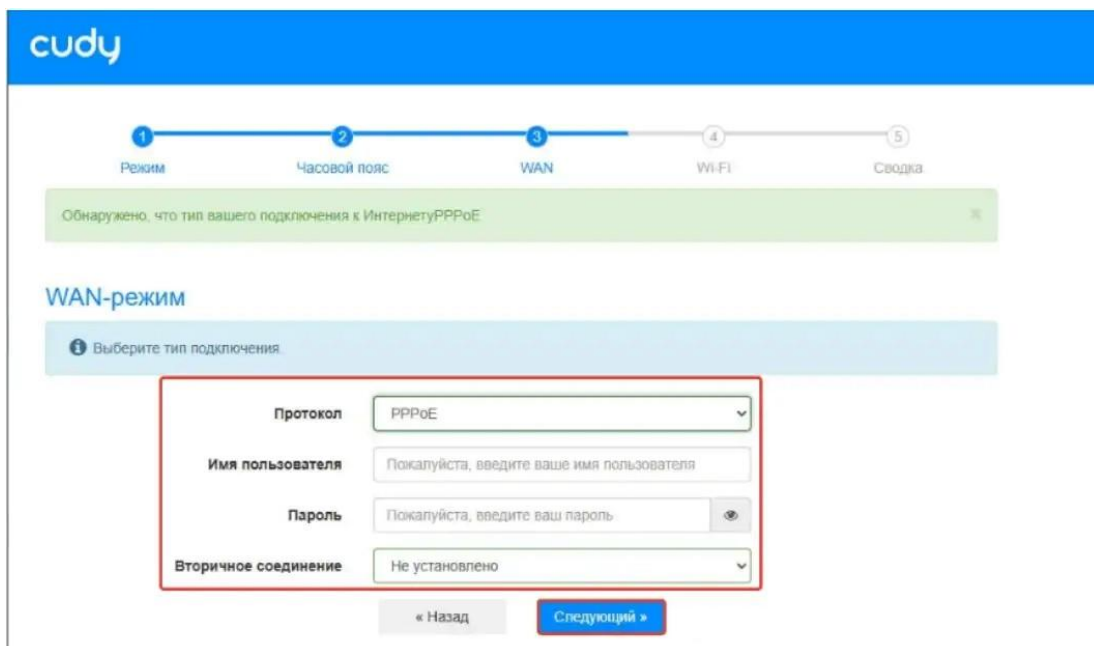 cudy
1 2 3 4 5
Режим Часовой пояс WAN WI-FI Сводка
Обнаружено, что тип вашего подключения к ИнтернетуPPPoE ×
WAN-режим
Выберите тип подключения.
Протокол PPPoE
Имя пользователя Пожалуйста, введите ваше имя пользователя
Пароль Пожалуйста, введите ваш пароль
Вторичное соединение Не установлено
« Назад Следующий »